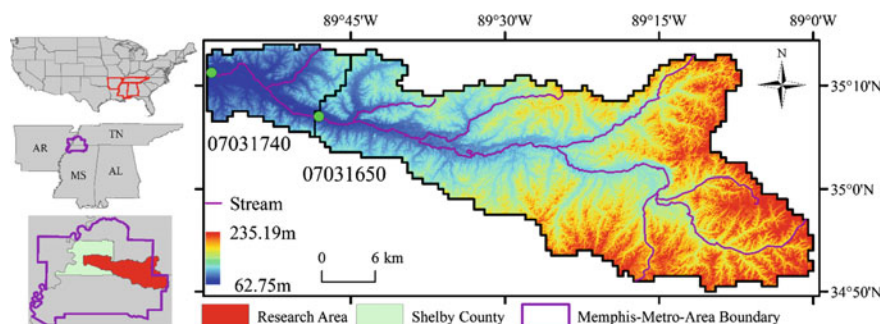 89°45'W 89°30'W 89°15'W 89°0'W
N
35°10'N
35°0'N
34°50'N
TN
AR
MS
AL
07031740
07031650
Stream
235.19m
62.75m
0 6 km
Research Area Shelby County Memphis-Metro-Area Boundary